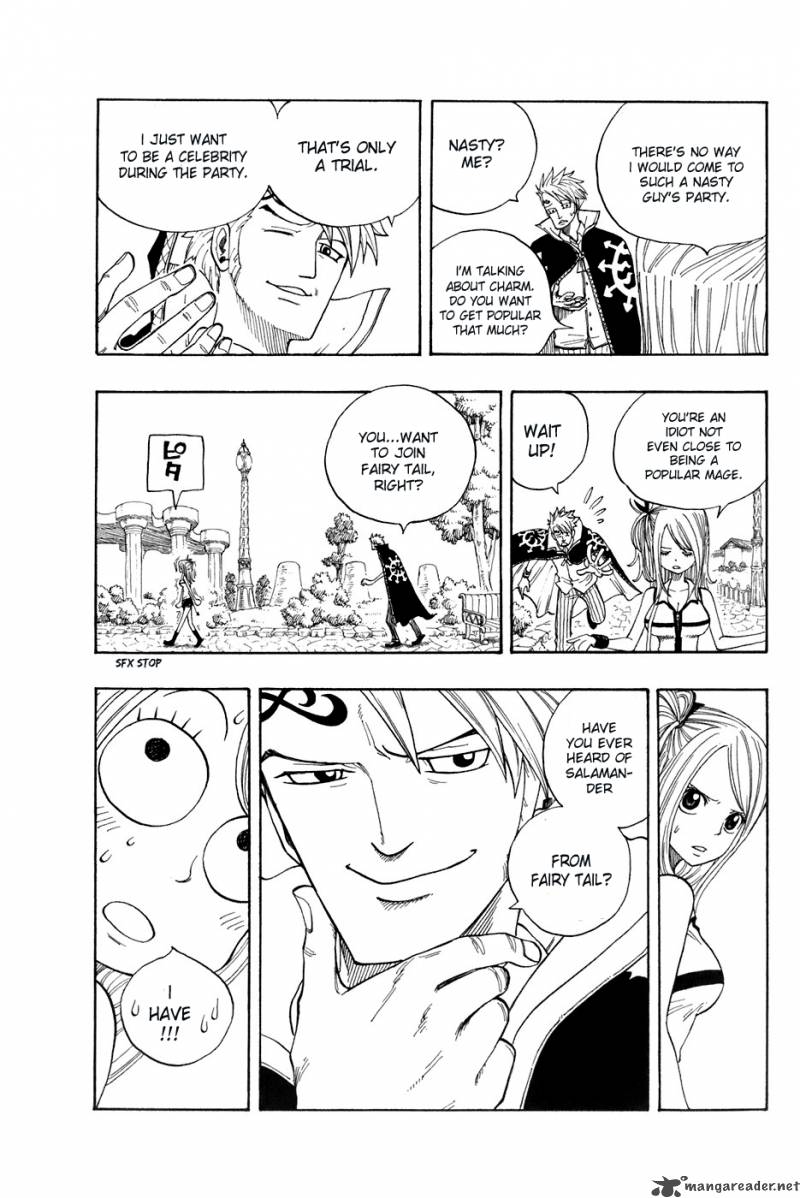 THERE'S NO WAY
I WOULD COME TO
SUCH A NASTY
GUY'S PARTY.
NASTY?
ME?
I'M TALKING
ABOUT CHARM.
DO YOU WANT
TO GET POPULAR
THAT MUCH?
THAT'S ONLY
A TRIAL.
I JUST WANT
TO BE A CELEBRITY
DURING THE PARTY.
YOU'RE AN
IDIOT NOT
EVEN CLOSE TO
BEING A
POPULAR MAGE.
WAIT
UP!
YOU...WANT
TO JOIN
FAIRY TAIL,
RIGHT?
ピタ
SFX STOP
HAVE
YOU EVER
HEARD OF
SALAMAN-
DER
FROM
FAIRY TAIL?
I
HAVE
!!!
mangareader.net